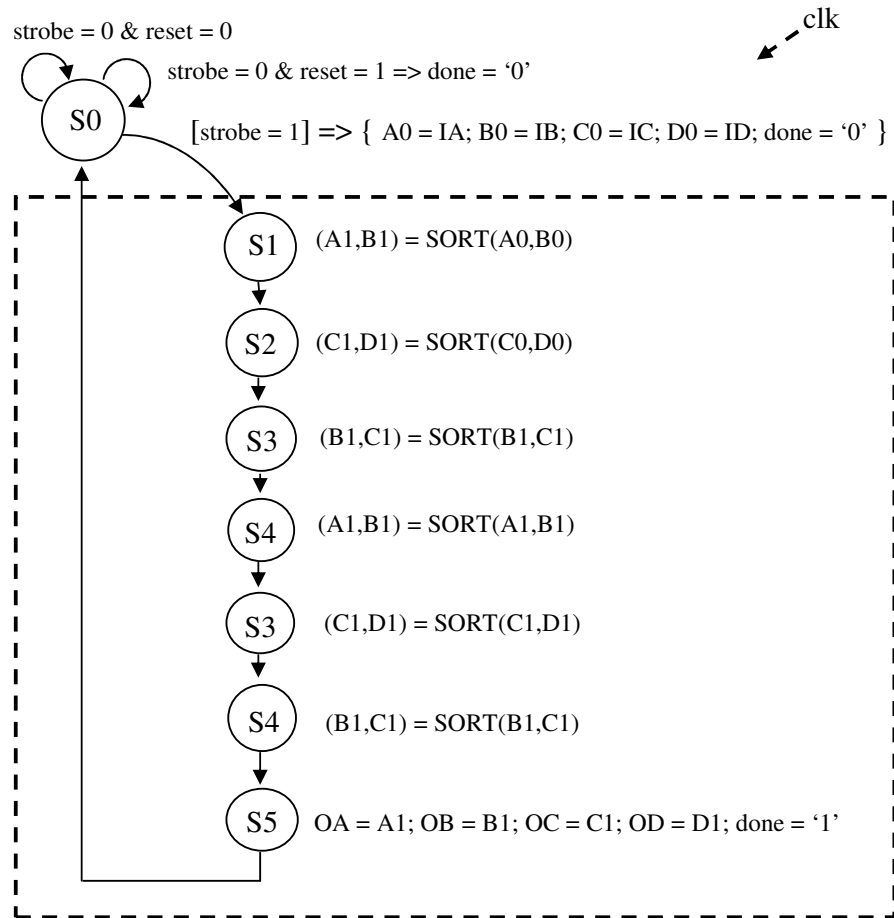 clk
strobe = 0 & reset = 0
strobe = 0 & reset = 1 => done = ‘0’
S0
[strobe = 1] => { A0 = IA; B0 = IB; C0 = IC; D0 = ID; done = ‘0’ }
S1 (A1,B1) = SORT(A0,B0)
S2 (C1,D1) = SORT(C0,D0)
S3 (B1,C1) = SORT(B1,C1)
S4 (A1,B1) = SORT(A1,B1)
S3 (C1,D1) = SORT(C1,D1)
S4 (B1,C1) = SORT(B1,C1)
S5 OA = A1; OB = B1; OC = C1; OD = D1; done = ‘1’